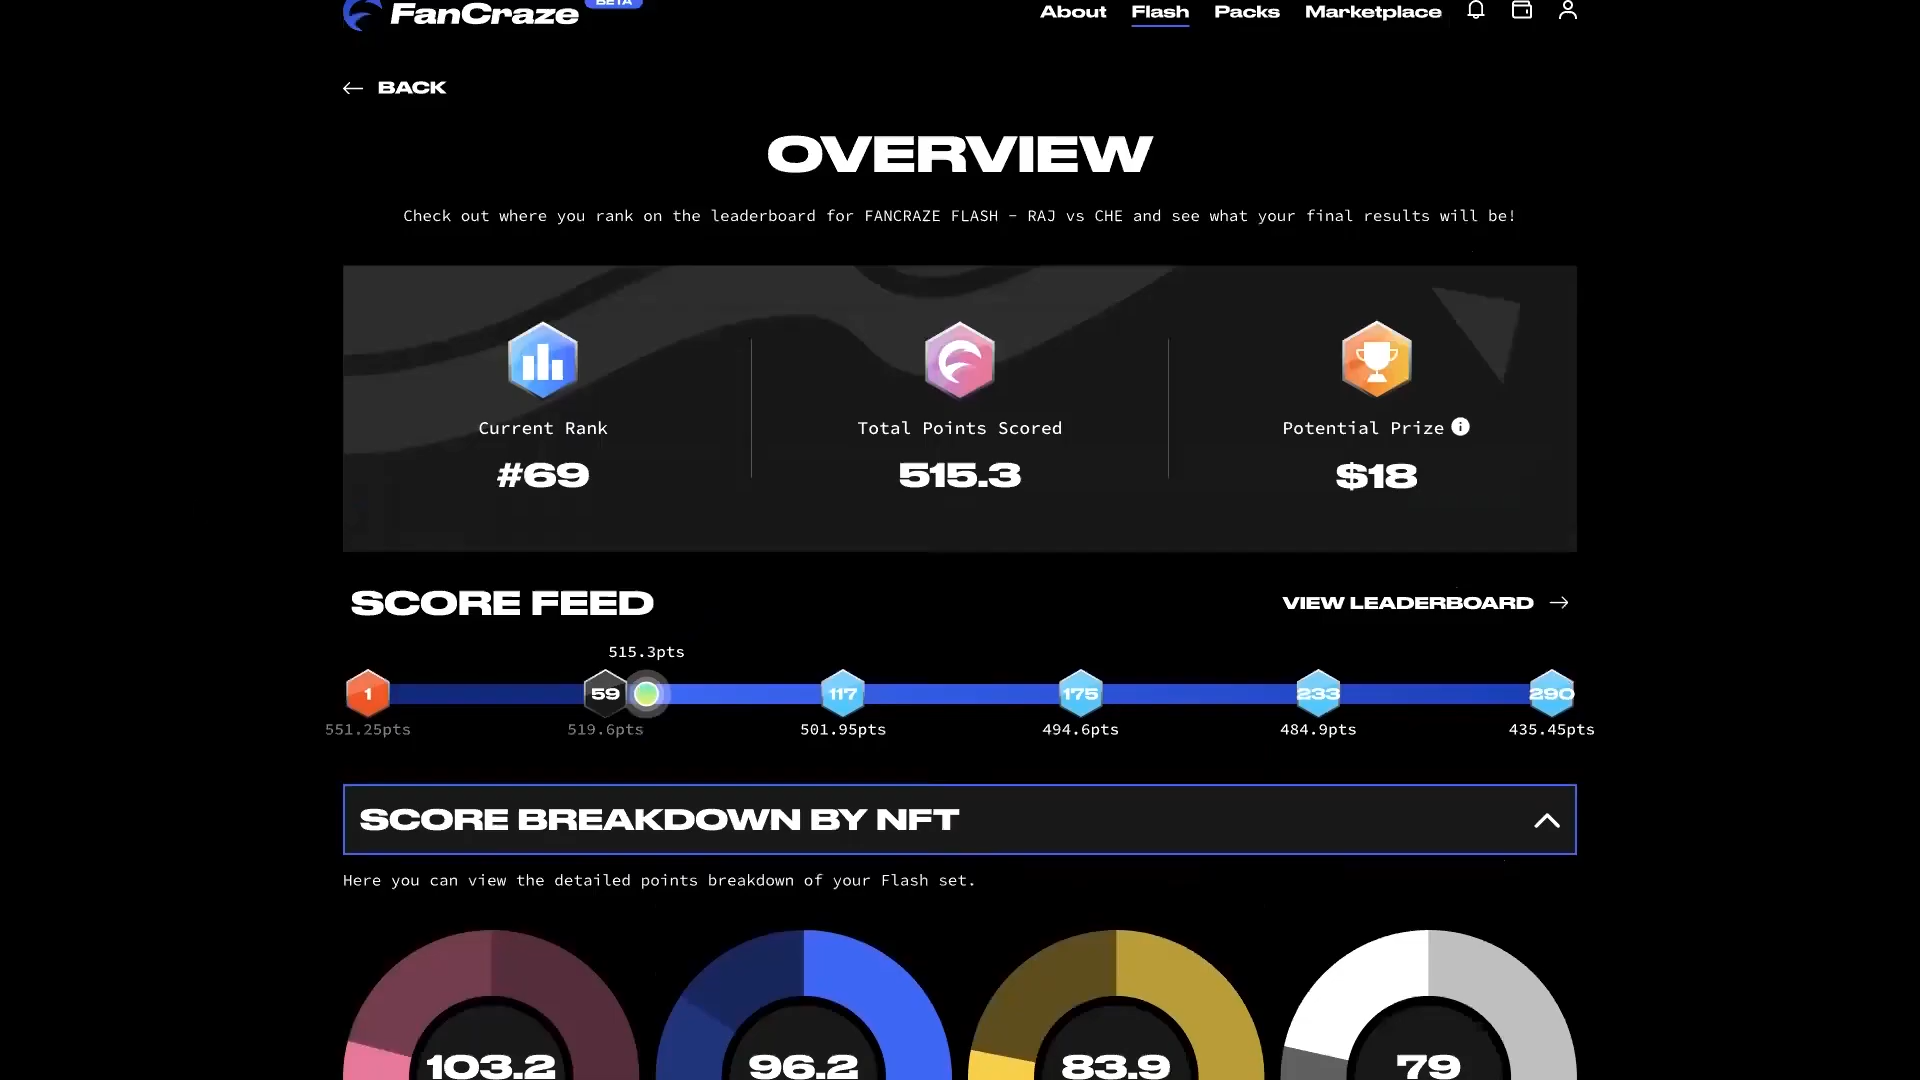 FanCraze BETA
About Flash Packs Marketplace
BACK
OVERVIEW
Check out where you rank on the leaderboard for FANCRAZE FLASH - RAJ vs CHE and see what your final results will be!
Current Rank
#69
Total Points Scored
515.3
Potential Prize
$18
SCORE FEED
VIEW LEADERBOARD
515.3pts
1 59 117 175 233 290
551.25pts 519.6pts 501.95pts 494.6pts 484.9pts 435.45pts
SCORE BREAKDOWN BY NFT
Here you can view the detailed points breakdown of your Flash set.
103.2 96.2 83.9 79